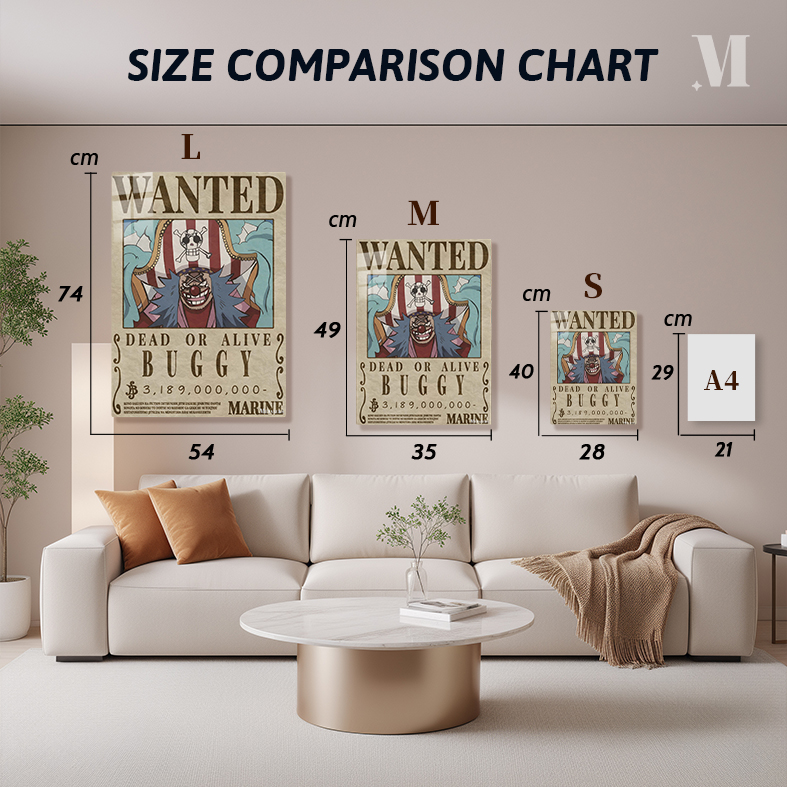 SIZE COMPARISON CHART
M
L
cm
WANTED
DEAD OR ALIVE
BUGGY
3,189,000,000-
MARINE
74
54
M
cm
WANTED
DEAD OR ALIVE
BUGGY
3,189,000,000-
MARINE
49
35
S
cm
WANTED
DEAD OR ALIVE
BUGGY
3,189,000,000-
MARINE
40
28
cm
A4
29
21